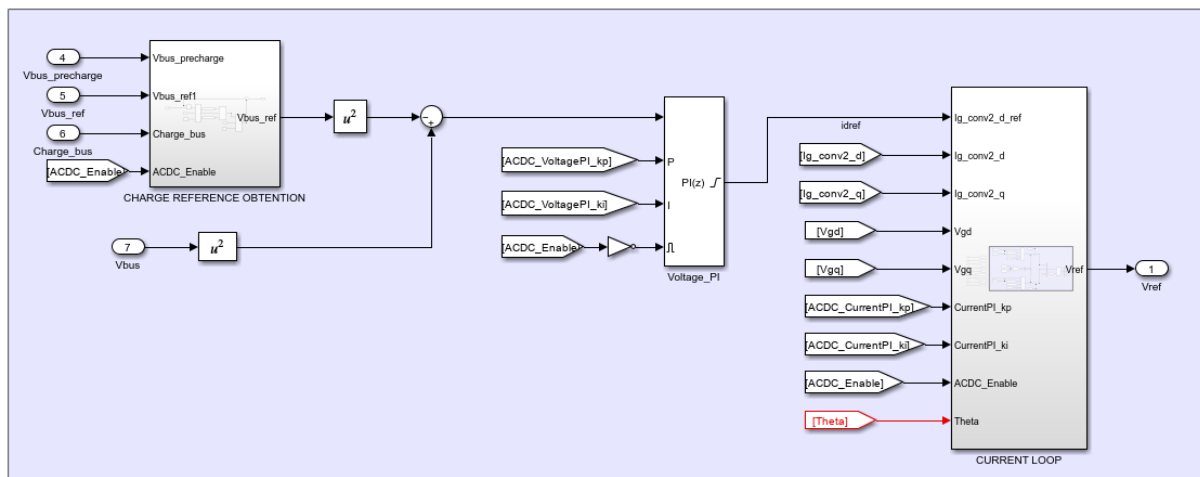 4
Vbus_precharge
5
Vbus_ref
6
Charge_bus
[ACDC_Enable]
Vbus_precharge
Vbus_ref1
Charge_bus
ACDC_Enable
Vbus_ref
CHARGE REFERENCE OBTENTION
u²
7
Vbus
u²
[ACDC_VoltagePI_kp]
[ACDC_VoltagePI_ki]
[ACDC_Enable]
P
I
PI(z)
Voltage_PI
idref
[Ig_conv2_d]
[Ig_conv2_q]
[Vgd]
[Vgq]
[ACDC_CurrentPI_kp]
[ACDC_CurrentPI_ki]
[ACDC_Enable]
[Theta]
Ig_conv2_d_ref
Ig_conv2_d
Ig_conv2_q
Vgd
Vgq
CurrentPI_kp
CurrentPI_ki
ACDC_Enable
Theta
Vref
CURRENT LOOP
1
Vref